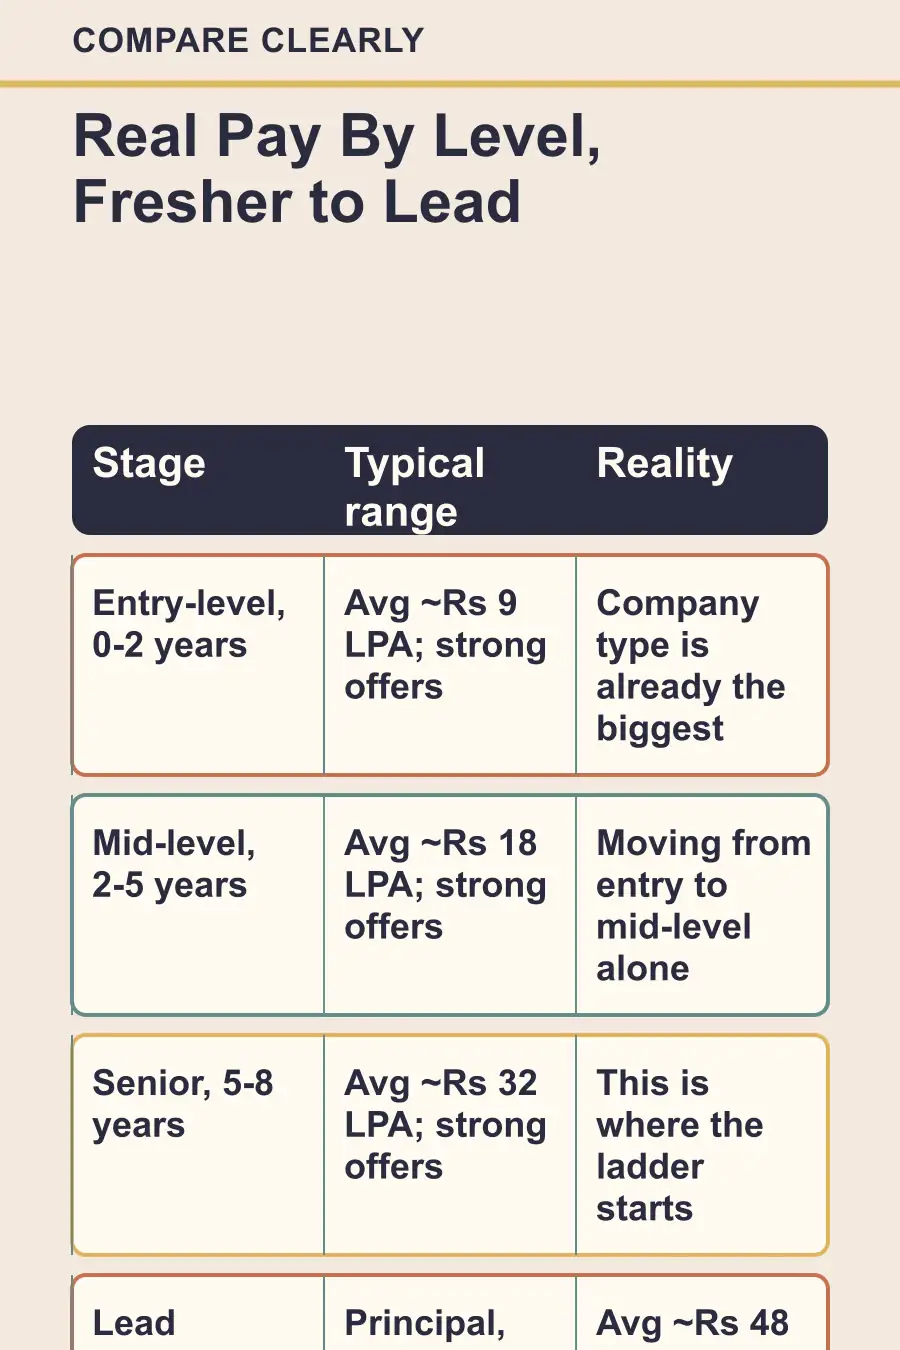 COMPARE CLEARLY
Real Pay By Level,
Fresher to Lead
Stage
Typical
range
Reality
Entry-level,
0-2 years
Avg ~Rs 9
LPA; strong
offers
Company
type is
already the
biggest
Mid-level,
2-5 years
Avg ~Rs 18
LPA; strong
offers
Moving from
entry to
mid-level
alone
Senior, 5-8
years
Avg ~Rs 32
LPA; strong
offers
This is
where the
ladder
starts
Lead
Principal,
Avg ~Rs 48